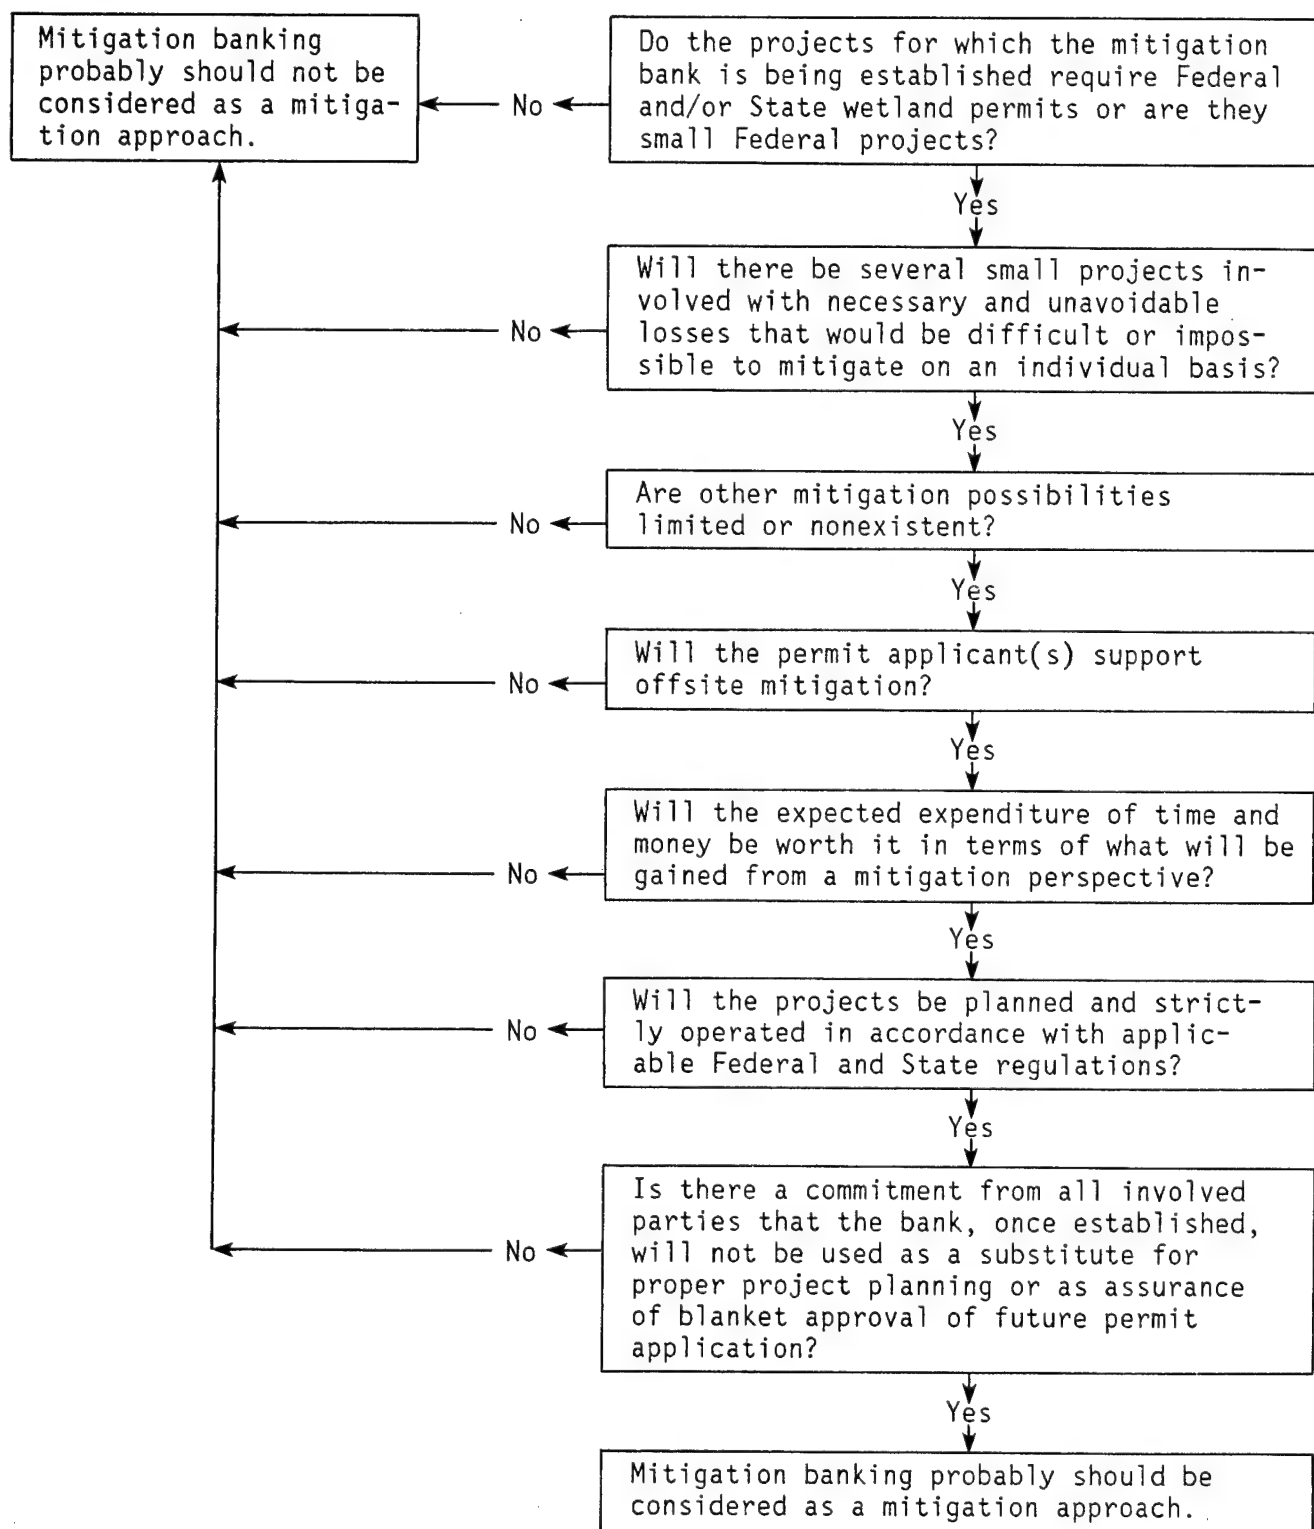 Mitigation banking
probably should not be
considered as a mitiga-
tion approach.
No
Do the projects for which the mitigation
bank is being established require Federal
and/or State wetland permits or are they
small Federal projects?
Yes
No
Will there be several small projects in-
volved with necessary and unavoidable
losses that would be difficult or impos-
sible to mitigate on an individual basis?
Yes
No
Are other mitigation possibilities
limited or nonexistent?
Yes
No
Will the permit applicant(s) support
offsite mitigation?
Yes
No
Will the expected expenditure of time and
money be worth it in terms of what will be
gained from a mitigation perspective?
Yes
No
Will the projects be planned and strict-
ly operated in accordance with applic-
able Federal and State regulations?
Yes
No
Is there a commitment from all involved
parties that the bank, once established,
will not be used as a substitute for
proper project planning or as assurance
of blanket approval of future permit
application?
Yes
Mitigation banking probably should be
considered as a mitigation approach.